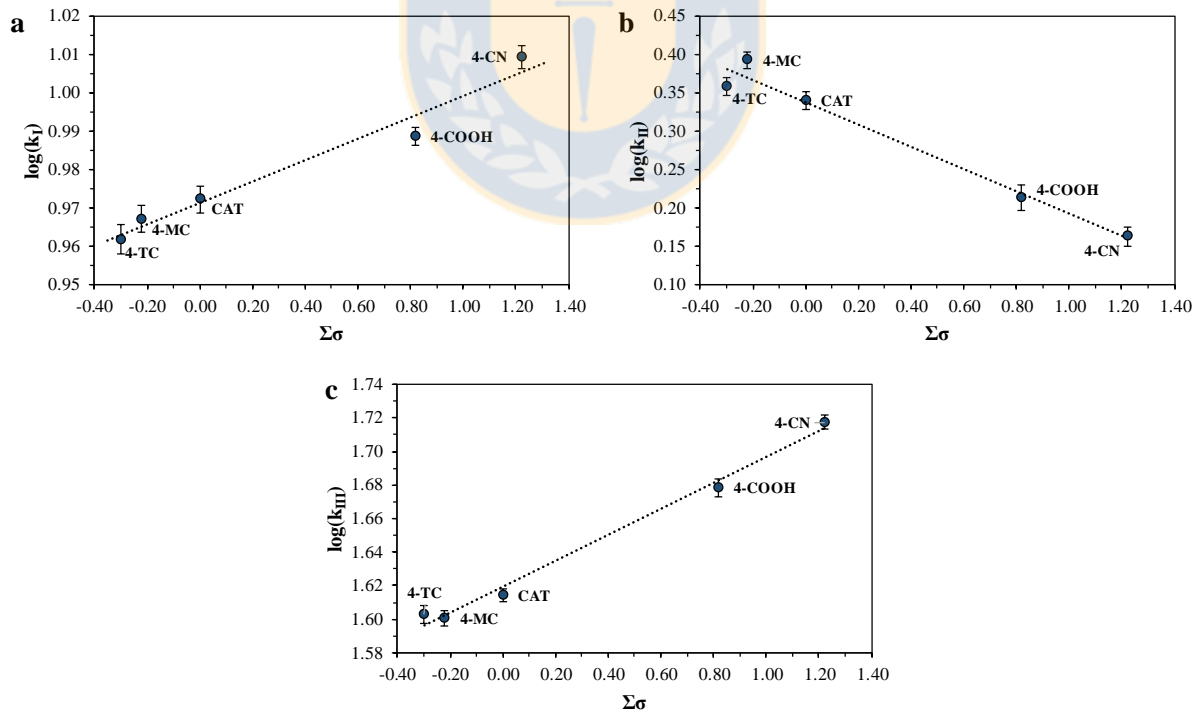 a
1.02
1.01
1.00
0.99
0.98
0.97
0.96
0.95
log(kI)
4-CN
4-COOH
CAT
4-MC
4-TC
-0.40 -0.20 0.00 0.20 0.40 0.60 0.80 1.00 1.20 1.40
Σσ
b
0.45
0.40
0.35
0.30
0.25
0.20
0.15
0.10
log(kII)
4-MC
4-TC
CAT
4-COOH
4-CN
-0.40 -0.20 0.00 0.20 0.40 0.60 0.80 1.00 1.20 1.40
Σσ
c
1.74
1.72
1.70
1.68
1.66
1.64
1.62
1.60
1.58
log(kIII)
4-CN
4-COOH
4-TC
CAT
4-MC
-0.40 -0.20 0.00 0.20 0.40 0.60 0.80 1.00 1.20 1.40
Σσ